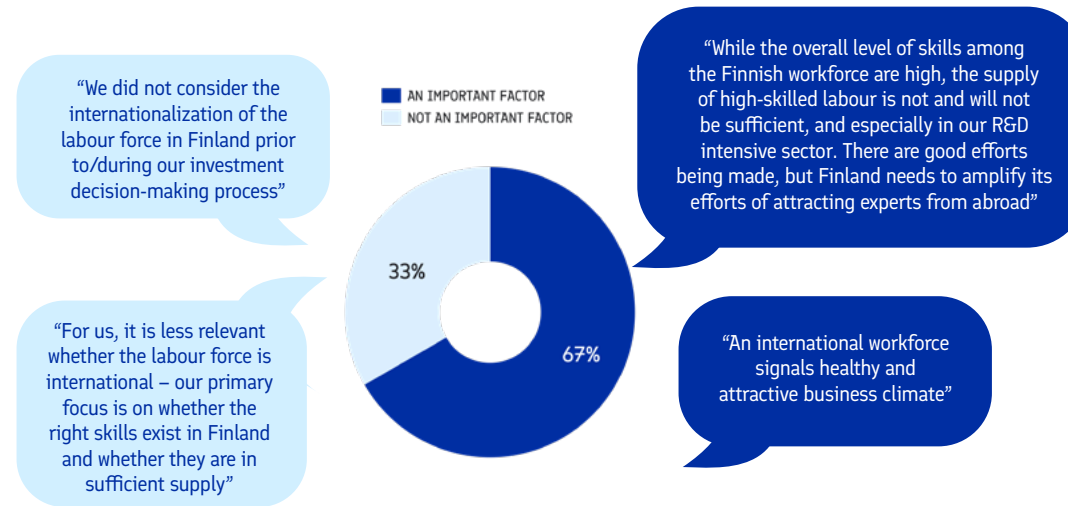 “We did not consider the
internationalization of the
labour force in Finland prior
to/during our investment
decision-making process”
AN IMPORTANT FACTOR
NOT AN IMPORTANT FACTOR
“While the overall level of skills among
the Finnish workforce are high, the supply
of high-skilled labour is not and will not
be sufficient, and especially in our R&D
intensive sector. There are good efforts
being made, but Finland needs to amplify its
efforts of attracting experts from abroad”
33%
67%
“For us, it is less relevant
whether the labour force is
international – our primary
focus is on whether the
right skills exist in Finland
and whether they are in
sufficient supply”
“An international workforce
signals healthy and
attractive business climate”